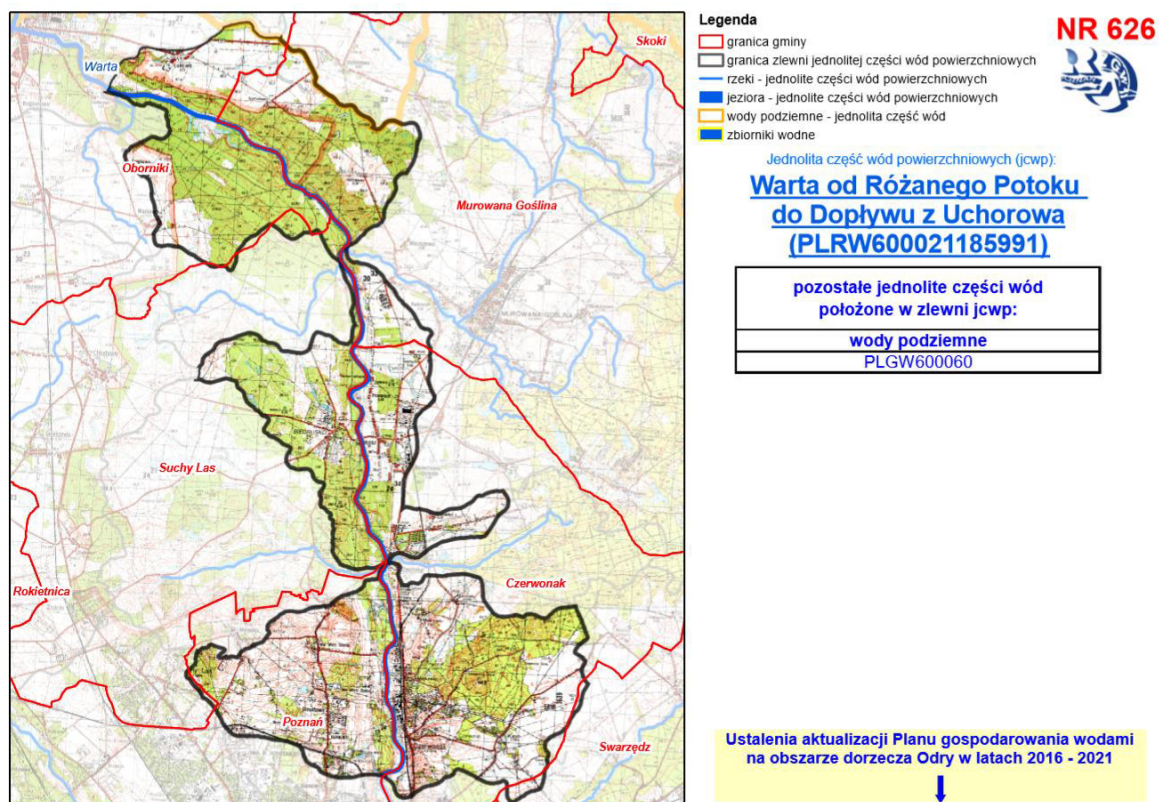 Legenda
NR 626
granica gminy
granica zlewni jednolitej części wód powierzchniowych
rzeki - jednolite części wód powierzchniowych
jeziora - jednolite części wód powierzchniowych
wody podziemne - jednolita część wód
zbiorniki wodne
Jednolita część wód powierzchniowych (jcwp):
Warta od Różanego Potoku
do Dopływu z Uchorowa
(PLRW600021185991)
pozostałe jednolite części wód
położone w zlewni jcwp:
wody podziemne
PLGW600060
Skoki
Warta
Oborniki
Murowana Goślina
MUROWANA GOŚLINA
Suchy Las
Rokietnica
Czerwonak
Poznań
Swarzędz
Ustalenia aktualizacji Planu gospodarowania wodami
na obszarze dorzecza Odry w latach 2016 - 2021